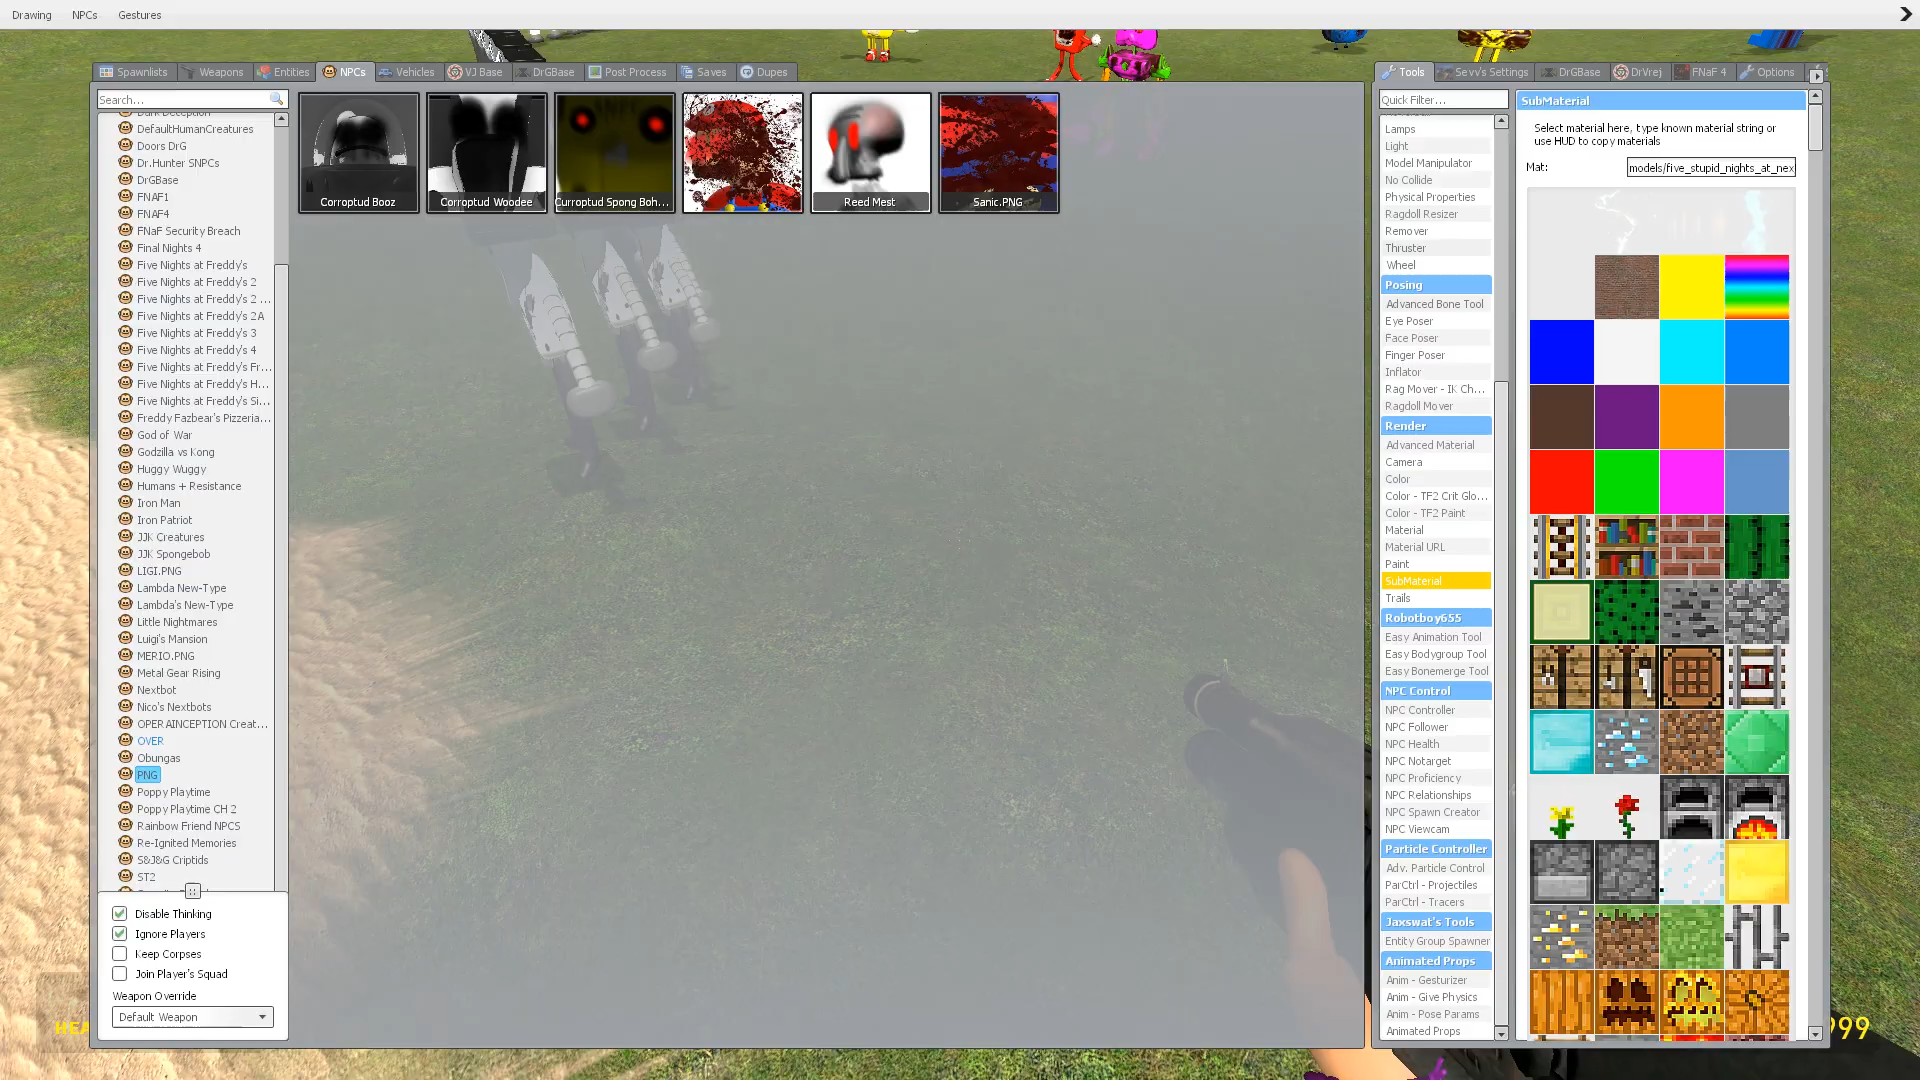 Drawing NPCs Gestures
Spawnlists Weapons Entities NPCs Vehicles VJ Base DrGBase Post Process Saves Dupes
Search...
Dark Deception
DefaultHumanCreatures
Doors DrG
Dr.Hunter SNPCs
DrGBase
FNAF1
FNAF4
FNaF Security Breach
Final Nights 4
Five Nights at Freddy's
Five Nights at Freddy's 2
Five Nights at Freddy's 2 ...
Five Nights at Freddy's 2A
Five Nights at Freddy's 3
Five Nights at Freddy's 4
Five Nights at Freddy's Fr...
Five Nights at Freddy's H...
Five Nights at Freddy's Si...
Freddy Fazbear's Pizzeria...
God of War
Godzilla vs Kong
Huggy Wuggy
Humans + Resistance
Iron Man
Iron Patriot
JJK Creatures
JJK Spongebob
LIGI.PNG
Lambda New-Type
Lambda's New-Type
Little Nightmares
Luigi's Mansion
MERIO.PNG
Metal Gear Rising
Nextbot
Nico's Nextbots
OPERAINCEPTION Creat...
OVER
Obungas
PNG
Poppy Playtime
Poppy Playtime CH 2
Rainbow Friend NPCS
Re-Ignited Memories
S&J&G Criptids
ST2
Disable Thinking
Ignore Players
Keep Corpses
Join Player's Squad
Weapon Override
Default Weapon
HEA
Corroptud Booz
Corroptud Woodee
Curroptud Spong Boh...
Reed Mest
Sanic.PNG
Tools Sevv's Settings DrGBase DrVrej FNaF 4 Options
Quick Filter...
Lamps
Light
Model Manipulator
No Collide
Physical Properties
Ragdoll Resizer
Remover
Thruster
Wheel
Posing
Advanced Bone Tool
Eye Poser
Face Poser
Finger Poser
Inflator
Rag Mover - IK Ch...
Ragdoll Mover
Render
Advanced Material
Camera
Color
Color - TF2 Crit Glo...
Color - TF2 Paint
Material
Material URL
Paint
SubMaterial
Trails
Robotboy655
Easy Animation Tool
Easy Bodygroup Tool
Easy Bonemerge Tool
NPC Control
NPC Controller
NPC Follower
NPC Health
NPC Notarget
NPC Proficiency
NPC Relationships
NPC Spawn Creator
NPC Viewcam
Particle Controller
Adv. Particle Control
ParCtrl - Projectiles
ParCtrl - Tracers
Jaxswat's Tools
Entity Group Spawner
Animated Props
Anim - Gesturizer
Anim - Give Physics
Anim - Pose Params
Animated Props
SubMaterial
Select material here, type known material string or
use HUD to copy materials
Mat: models/five_stupid_nights_at_nex
999